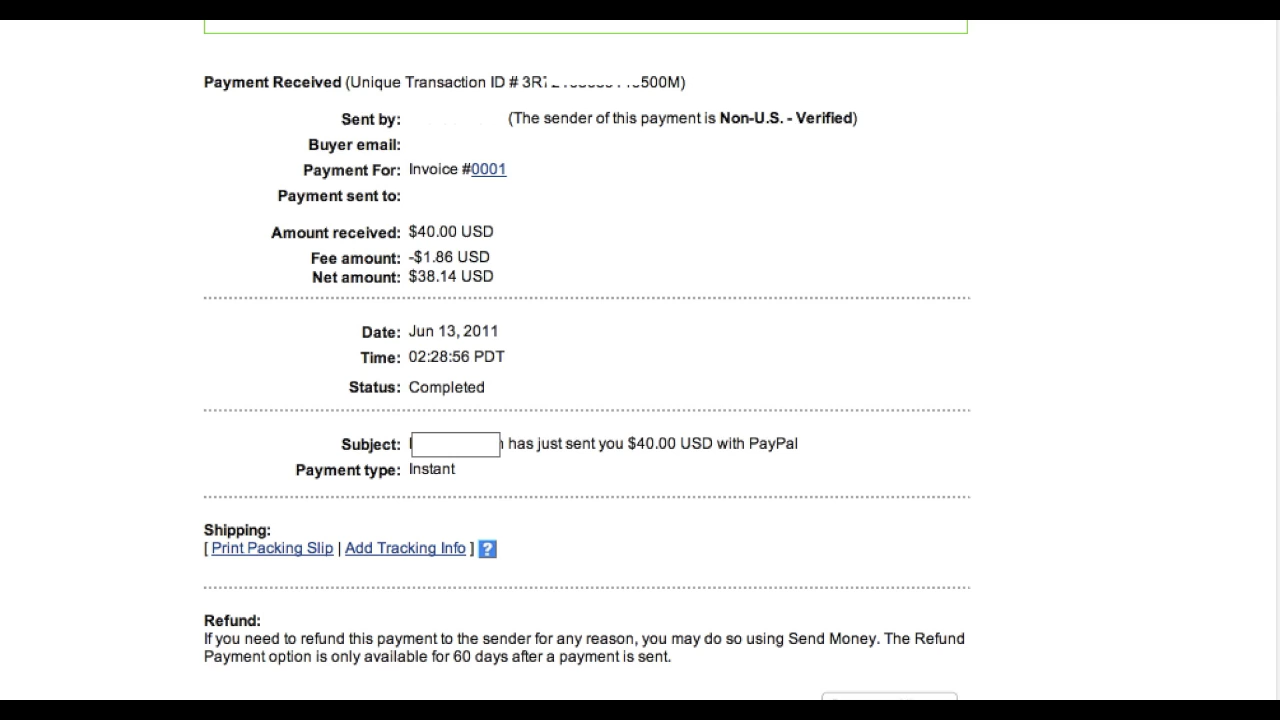 Payment Received (Unique Transaction ID # 500M)
Sent by: (The sender of this payment is Non-U.S. - Verified)
Buyer email:
Payment For: Invoice #0001
Payment sent to:
Amount received: $40.00 USD
Fee amount: -$1.86 USD
Net amount: $38.14 USD
Date: Jun 13, 2011
Time: 02:28:56 PDT
Status: Completed
Subject: has just sent you $40.00 USD with PayPal
Payment type: Instant
Shipping:
[ Print Packing Slip | Add Tracking Info ] ?
Refund:
If you need to refund this payment to the sender for any reason, you may do so using Send Money. The Refund
Payment option is only available for 60 days after a payment is sent.